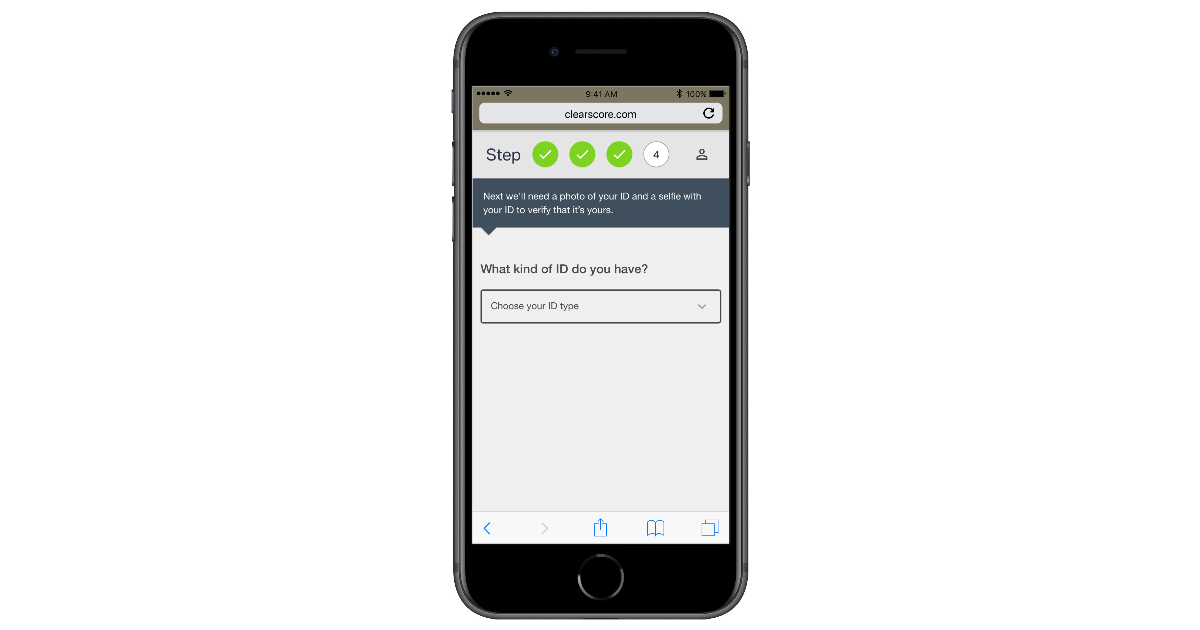 9:41 AM
100%
clearscore.com
Step
4
Next we'll need a photo of your ID and a selfie with
your ID to verify that it's yours.
What kind of ID do you have?
Choose your ID type